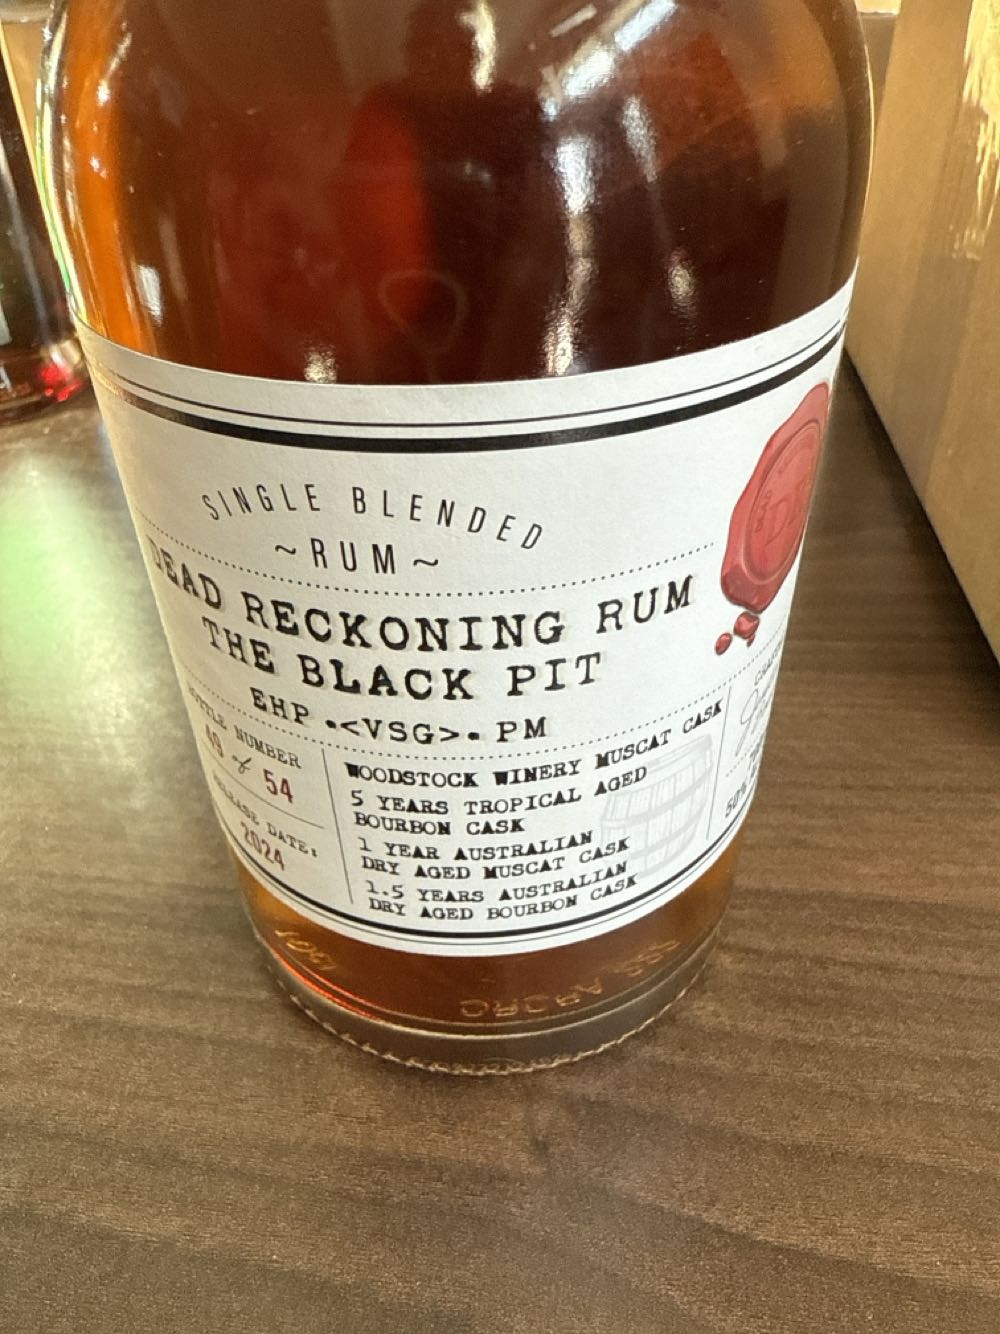 SINGLE BLENDED
~RUM~
DEAD RECKONING RUM
THE BLACK PIT
EHP •<VSG>• PM
BOTTLE NUMBER
49 of 54
RELEASE DATE:
2024
WOODSTOCK WINERY MUSCAT CASK
5 YEARS TROPICAL AGED
BOURBON CASK
1 YEAR AUSTRALIAN
DRY AGED MUSCAT CASK
1.5 YEARS AUSTRALIAN
DRY AGED BOURBON CASK
50%